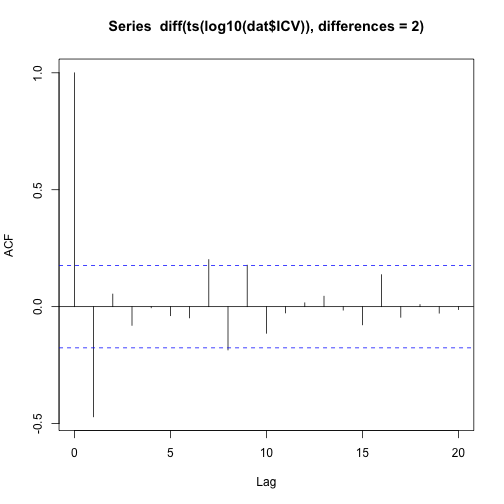 Series  diff(ts(log10(dat$ICV)), differences = 2)
ACF
1.0
0.5
0.0
-0.5
0 5 10 15 20
Lag